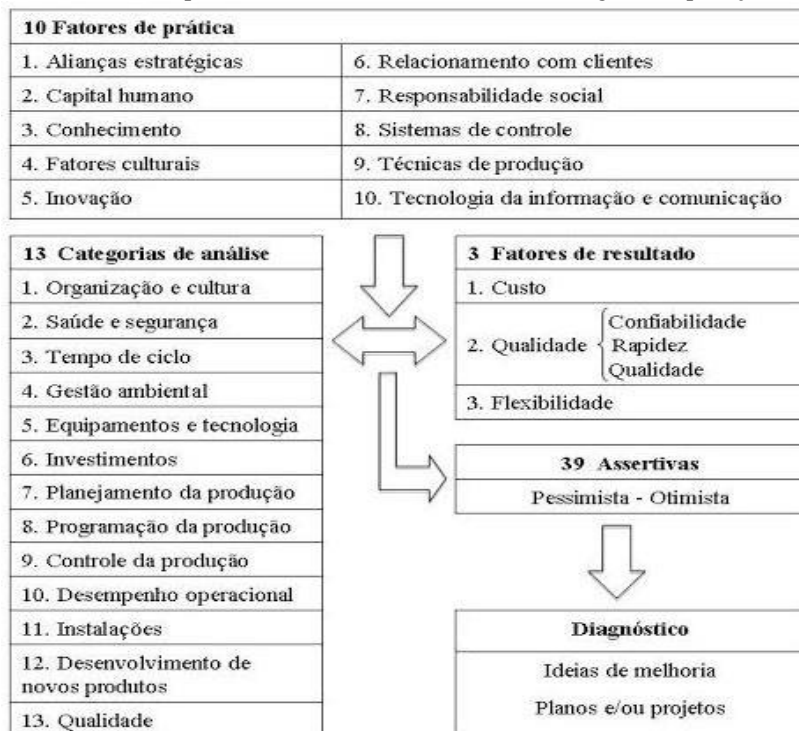 10 Fatores de prática
1. Alianças estratégicas
2. Capital humano
3. Conhecimento
4. Fatores culturais
5. Inovação
6. Relacionamento com clientes
7. Responsabilidade social
8. Sistemas de controle
9. Técnicas de produção
10. Tecnologia da informação e comunicação
13 Categorias de análise
1. Organização e cultura
2. Saúde e segurança
3. Tempo de ciclo
4. Gestão ambiental
5. Equipamentos e tecnologia
6. Investimentos
7. Planejamento da produção
8. Programação da produção
9. Controle da produção
10. Desempenho operacional
11. Instalações
12. Desenvolvimento de
novos produtos
13. Qualidade
3 Fatores de resultado
1. Custo
2. Qualidade
Confiabilidade
Rapidez
Qualidade
3. Flexibilidade
39 Assertivas
Pessimista - Otimista
Diagnóstico
Ideias de melhoria
Planos e/ou projetos